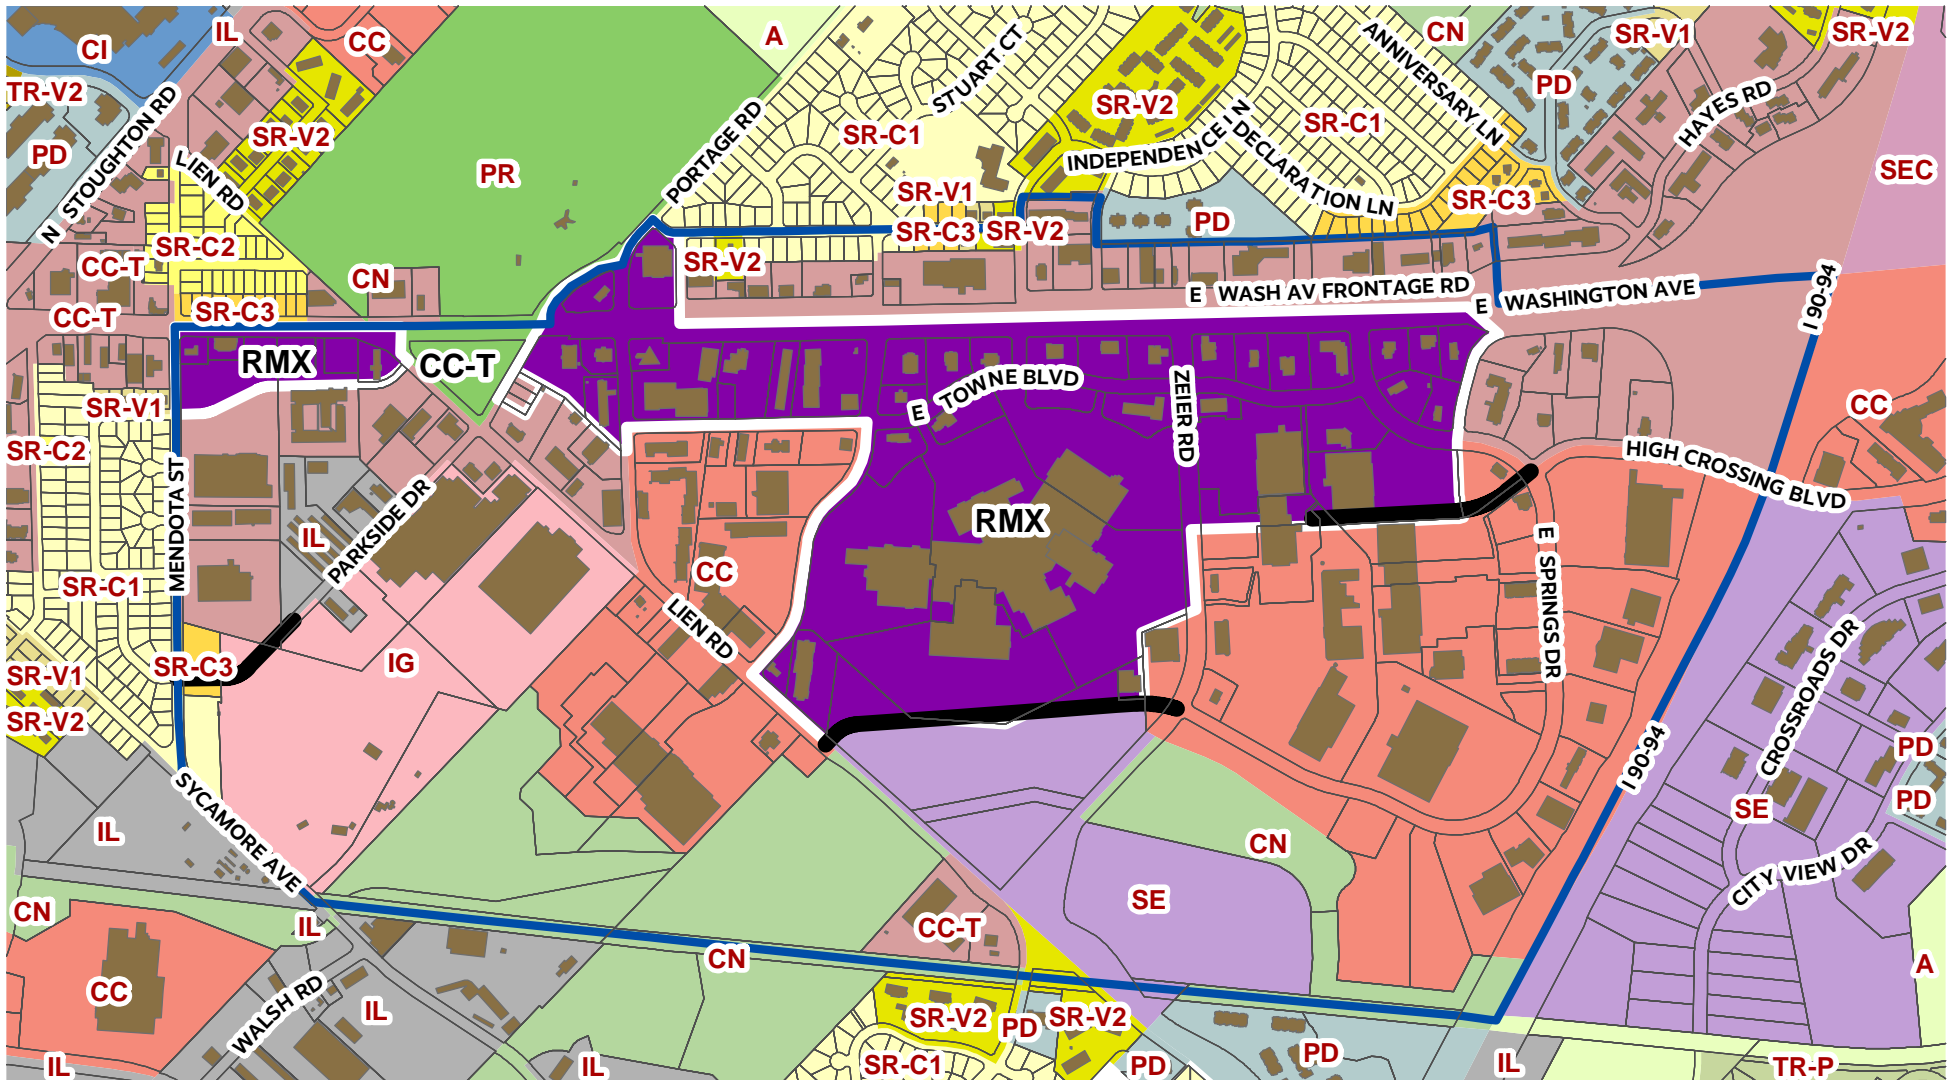 CI
IL
CC
A
CN
SR-V1
SR-V2
TR-V2
PD
N STOUGHTON RD
SR-V2
LIEN RD
PR
PORTAGE RD
STUART CT
SR-C1
SR-V2
INDEPENDENCE LN
DECLARATION LN
SR-C1
ANNIVERSARY LN
PD
HAYES RD
SEC
SR-V1
SR-C3
SR-V2
PD
SR-C3
SR-C2
CC-T
CN
SR-V2
E WASH AV FRONTAGE RD
E WASHINGTON AVE
I 90-94
SR-C3
CC-T
RMX
CC-T
E TOWNE BLVD
ZEIER RD
SR-V1
SR-C2
CC
HIGH CROSSING BLVD
MENDOTA ST
PARKSIDE DR
IL
RMX
E SPRINGS DR
SR-C1
CC
LIEN RD
SR-C3
IG
SR-V1
SR-V2
CROSSROADS DR
I 90-94
PD
PD
SE
SYCAMORE AVE
IL
CN
CITY VIEW DR
SE
CN
IL
CC-T
CN
A
CC
WALSH RD
IL
SR-V2
PD
SR-V2
IL
IL
SR-C1
PD
PD
IL
TR-P